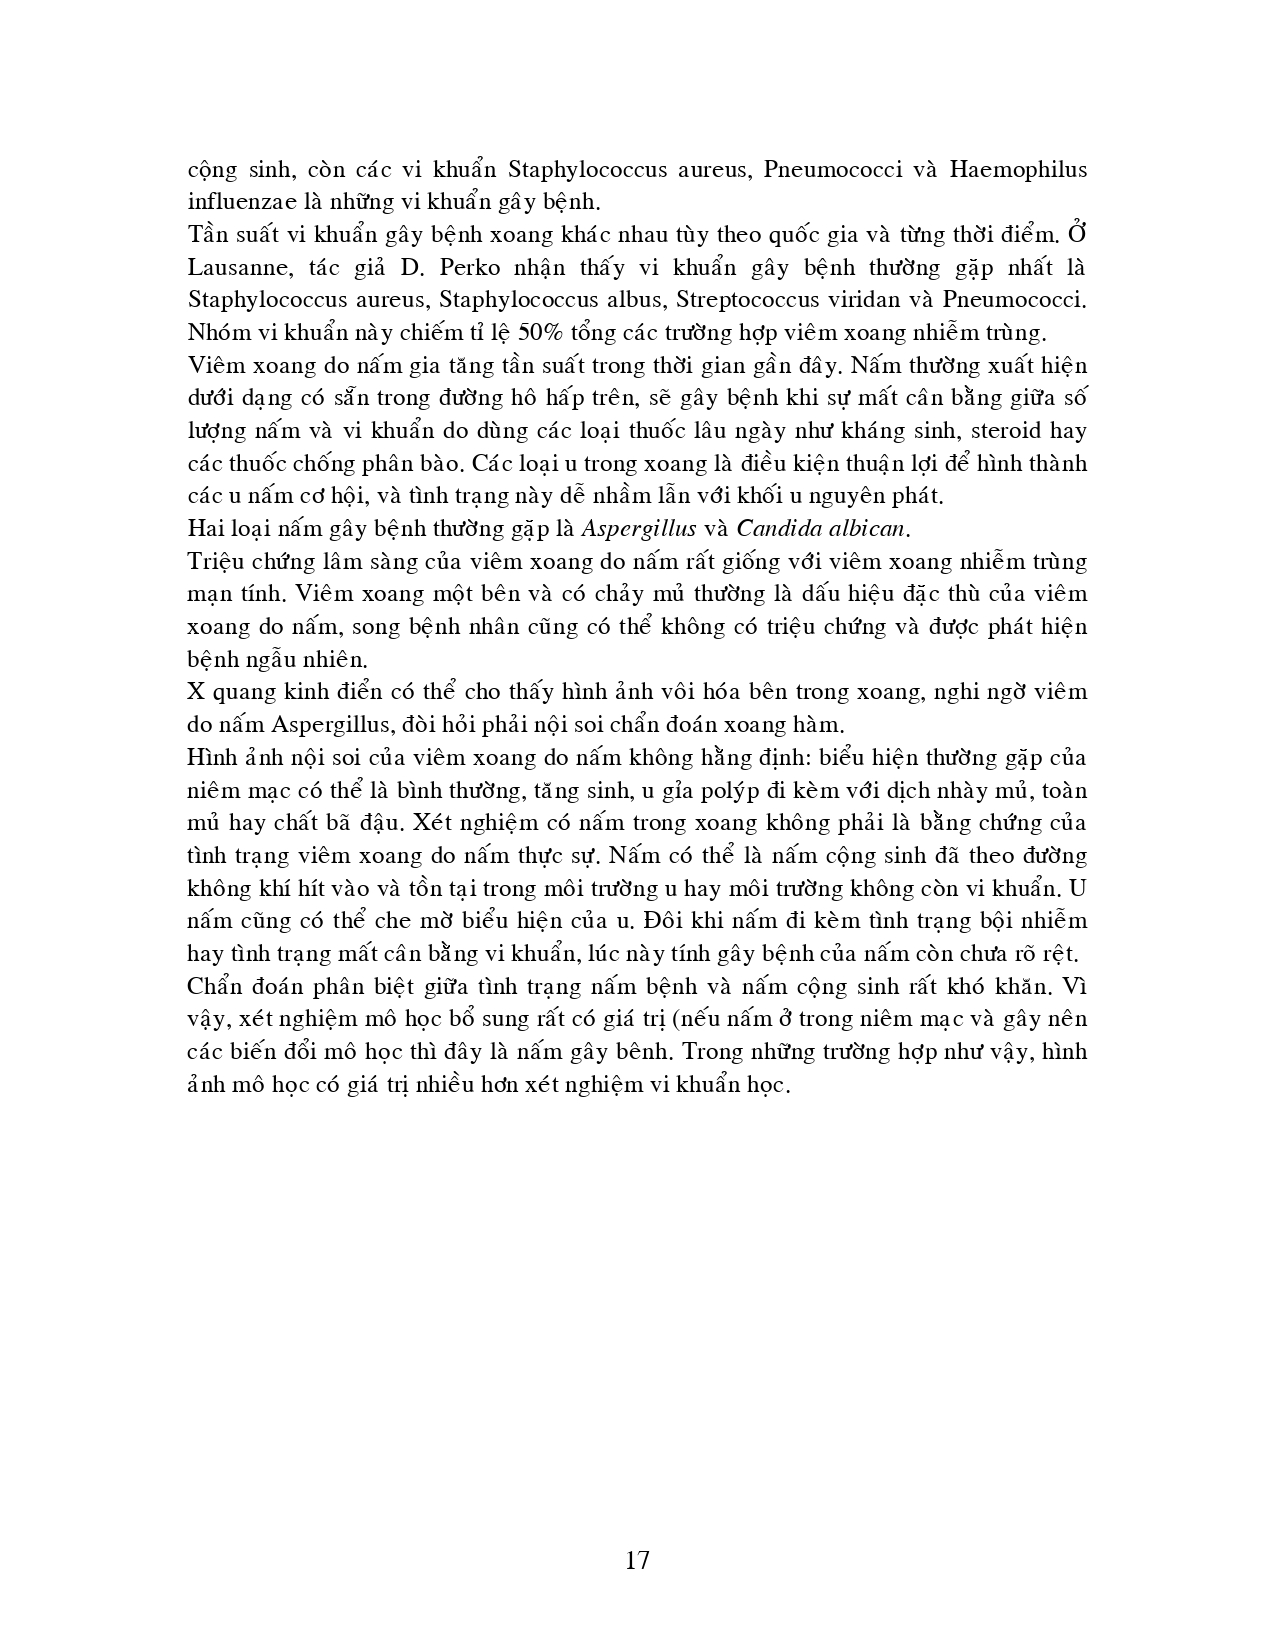 cộng sinh, còn các vi khuẩn Staphylococcus aureus, Pneumococci và Haemophilus
influenzae là những vi khuẩn gây bệnh.
Tần suất vi khuẩn gây bệnh xoang khác nhau tùy theo quốc gia và từng thời điểm. Ở
Lausanne, tác giả D. Perko nhận thấy vi khuẩn gây bệnh thường gặp nhất là
Staphylococcus aureus, Staphylococcus albus, Streptococcus viridan và Pneumococci.
Nhóm vi khuẩn này chiếm tỉ lệ 50% tổng các trường hợp viêm xoang nhiễm trùng.
Viêm xoang do nấm gia tăng tần suất trong thời gian gần đây. Nấm thường xuất hiện
dưới dạng có sẵn trong đường hô hấp trên, sẽ gây bệnh khi sự mất cân bằng giữa số
lượng nấm và vi khuẩn do dùng các loại thuốc lâu ngày như kháng sinh, steroid hay
các thuốc chống phân bào. Các loại u trong xoang là điều kiện thuận lợi để hình thành
các u nấm cơ hội, và tình trạng này dễ nhầm lẫn với khối u nguyên phát.
Hai loại nấm gây bệnh thường gặp là Aspergillus và Candida albican.
Triệu chứng lâm sàng của viêm xoang do nấm rất giống với viêm xoang nhiễm trùng
mạn tính. Viêm xoang một bên và có chảy mủ thường là dấu hiệu đặc thù của viêm
xoang do nấm, song bệnh nhân cũng có thể không có triệu chứng và được phát hiện
bệnh ngẫu nhiên.
X quang kinh điển có thể cho thấy hình ảnh vôi hóa bên trong xoang, nghi ngờ viêm
do nấm Aspergillus, đòi hỏi phải nội soi chẩn đoán xoang hàm.
Hình ảnh nội soi của viêm xoang do nấm không hằng định: biểu hiện thường gặp của
niêm mạc có thể là bình thường, tăng sinh, u gỉa polýp đi kèm với dịch nhày mủ, toàn
mủ hay chất bã đậu. Xét nghiệm có nấm trong xoang không phải là bằng chứng của
tình trạng viêm xoang do nấm thực sự. Nấm có thể là nấm cộng sinh đã theo đường
không khí hít vào và tồn tại trong môi trường u hay môi trường không còn vi khuẩn. U
nấm cũng có thể che mờ biểu hiện của u. Đôi khi nấm đi kèm tình trạng bội nhiễm
hay tình trạng mất cân bằng vi khuẩn, lúc này tính gây bệnh của nấm còn chưa rõ rệt.
Chẩn đoán phân biệt giữa tình trạng nấm bệnh và nấm cộng sinh rất khó khăn. Vì
vậy, xét nghiệm mô học bổ sung rất có giá trị (nếu nấm ở trong niêm mạc và gây nên
các biến đổi mô học thì đây là nấm gây bênh. Trong những trường hợp như vậy, hình
ảnh mô học có giá trị nhiều hơn xét nghiệm vi khuẩn học.
17